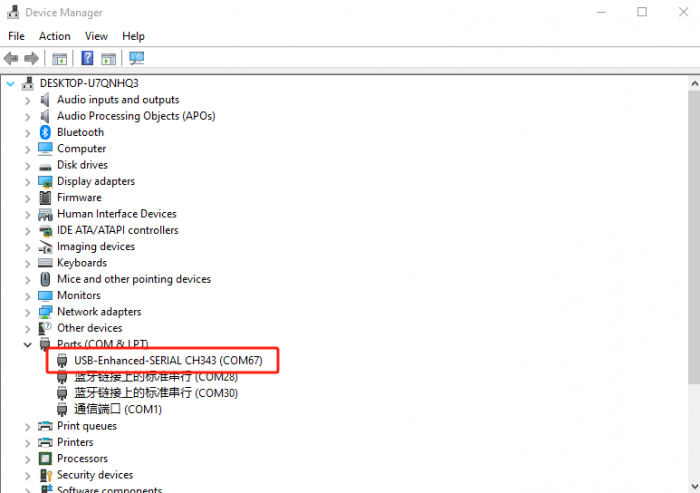 Device Manager
File Action View Help
DESKTOP-U7QNHQ3
Audio inputs and outputs
Audio Processing Objects (APOs)
Bluetooth
Computer
Disk drives
Display adapters
Firmware
Human Interface Devices
IDE ATA/ATAPI controllers
Imaging devices
Keyboards
Mice and other pointing devices
Monitors
Network adapters
Other devices
Ports (COM & LPT)
USB-Enhanced-SERIAL CH343 (COM67)
蓝牙链接上的标准串行 (COM28)
蓝牙链接上的标准串行 (COM30)
通信端口 (COM1)
Print queues
Printers
Processors
Security devices
Software components